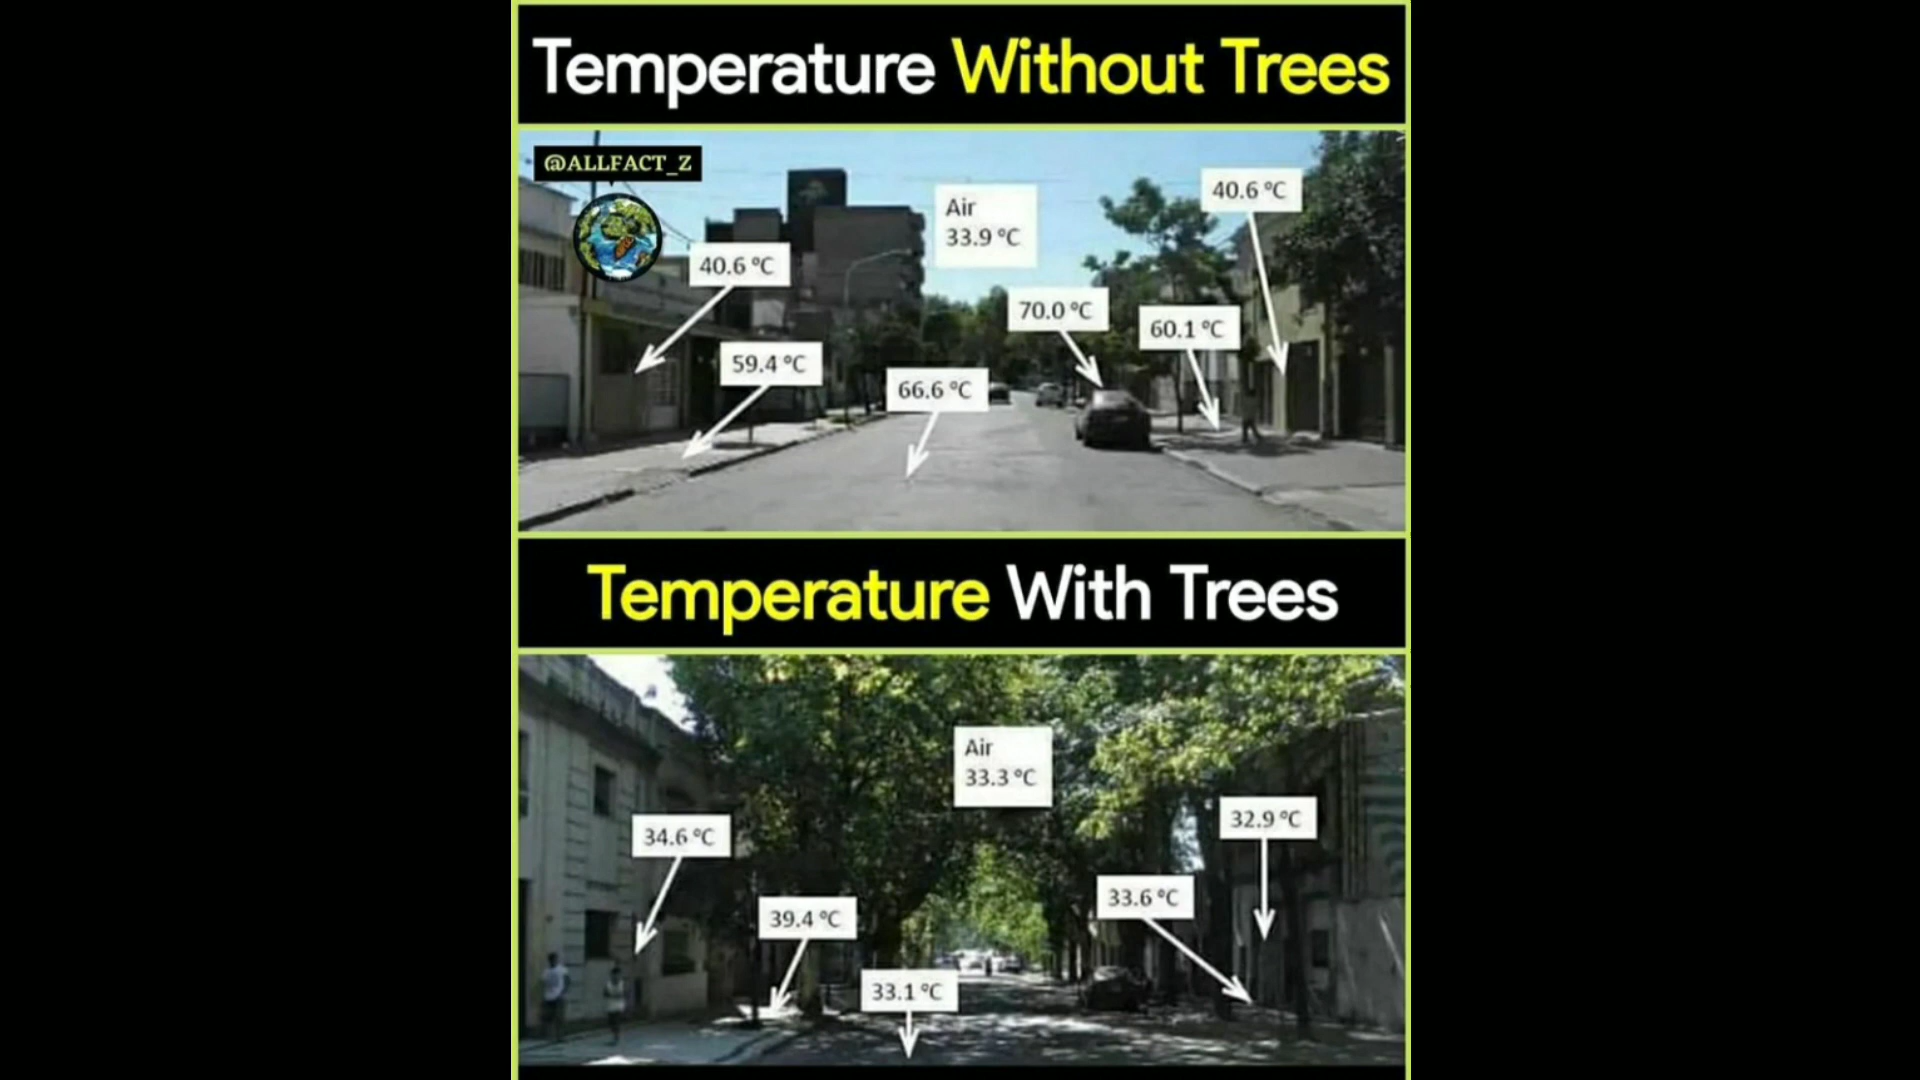 Temperature Without Trees
@ALLFACT_Z
Air
33.9 °C
40.6 °C
40.6 °C
70.0 °C
60.1 °C
59.4 °C
66.6 °C
Temperature With Trees
Air
33.3 °C
32.9 °C
34.6 °C
33.6 °C
39.4 °C
33.1 °C